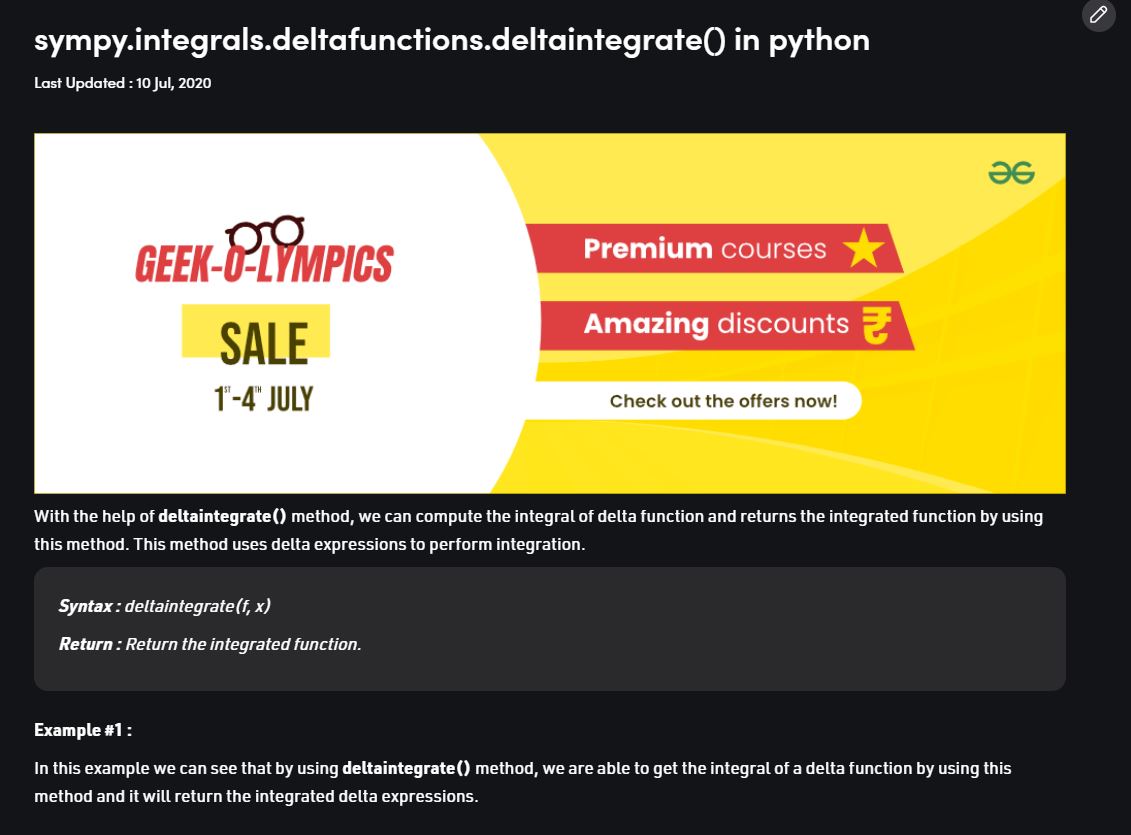 sympy.integrals.deltafunctions.deltaintegrate() in python
Last Updated : 10 Jul, 2020
GEEK-O-LYMPICS
SALE
1ST-4TH JULY
Premium courses
Amazing discounts ₹
Check out the offers now!
With the help of deltaintegrate() method, we can compute the integral of delta function and returns the integrated function by using
this method. This method uses delta expressions to perform integration.
Syntax : deltaintegrate(f, x)
Return : Return the integrated function.
Example #1 :
In this example we can see that by using deltaintegrate() method, we are able to get the integral of a delta function by using this
method and it will return the integrated delta expressions.